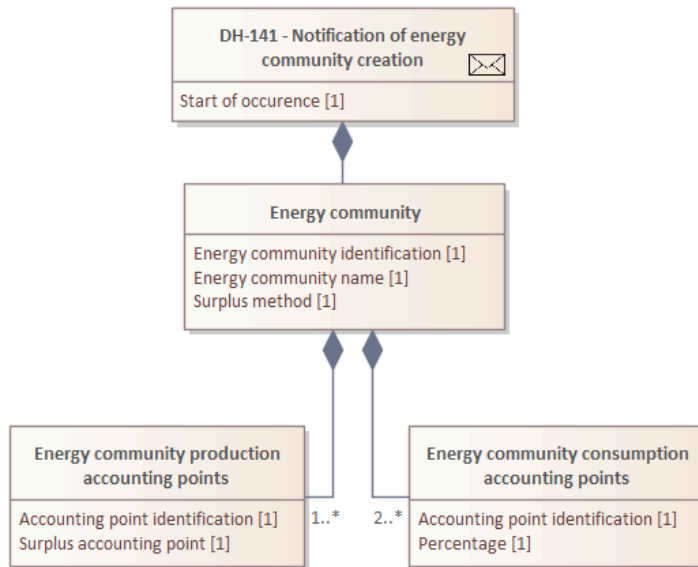 DH-141 - Notification of energy
community creation
Start of occurence [1]
Energy community
Energy community identification [1]
Energy community name [1]
Surplus method [1]
Energy community production
accounting points
Accounting point identification [1]
Surplus accounting point [1]
1..*
2..*
Energy community consumption
accounting points
Accounting point identification [1]
Percentage [1]